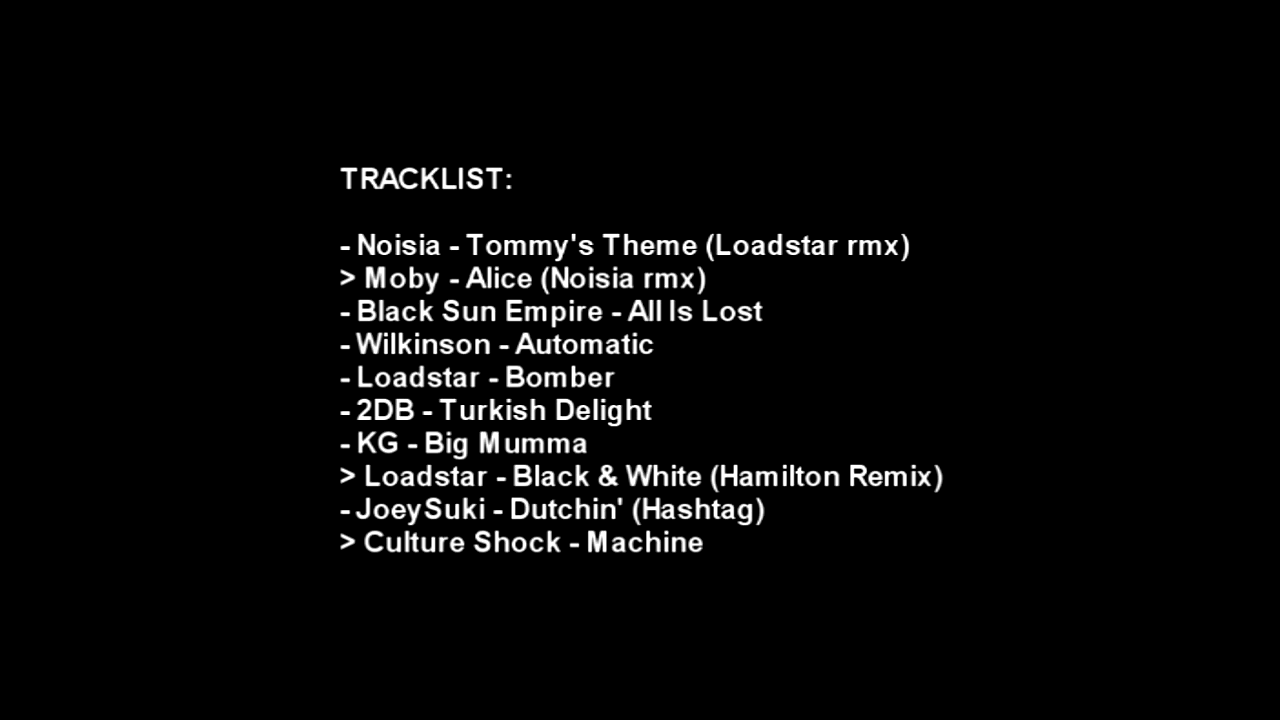 TRACKLIST:
- Noisia - Tommy's Theme (Loadstar rmx)
> Moby - Alice (Noisia rmx)
- Black Sun Empire - All Is Lost
- Wilkinson - Automatic
- Loadstar - Bomber
- 2DB - Turkish Delight
- KG - Big Mumma
> Loadstar - Black & White (Hamilton Remix)
- JoeySuki - Dutchin' (Hashtag)
> Culture Shock - Machine